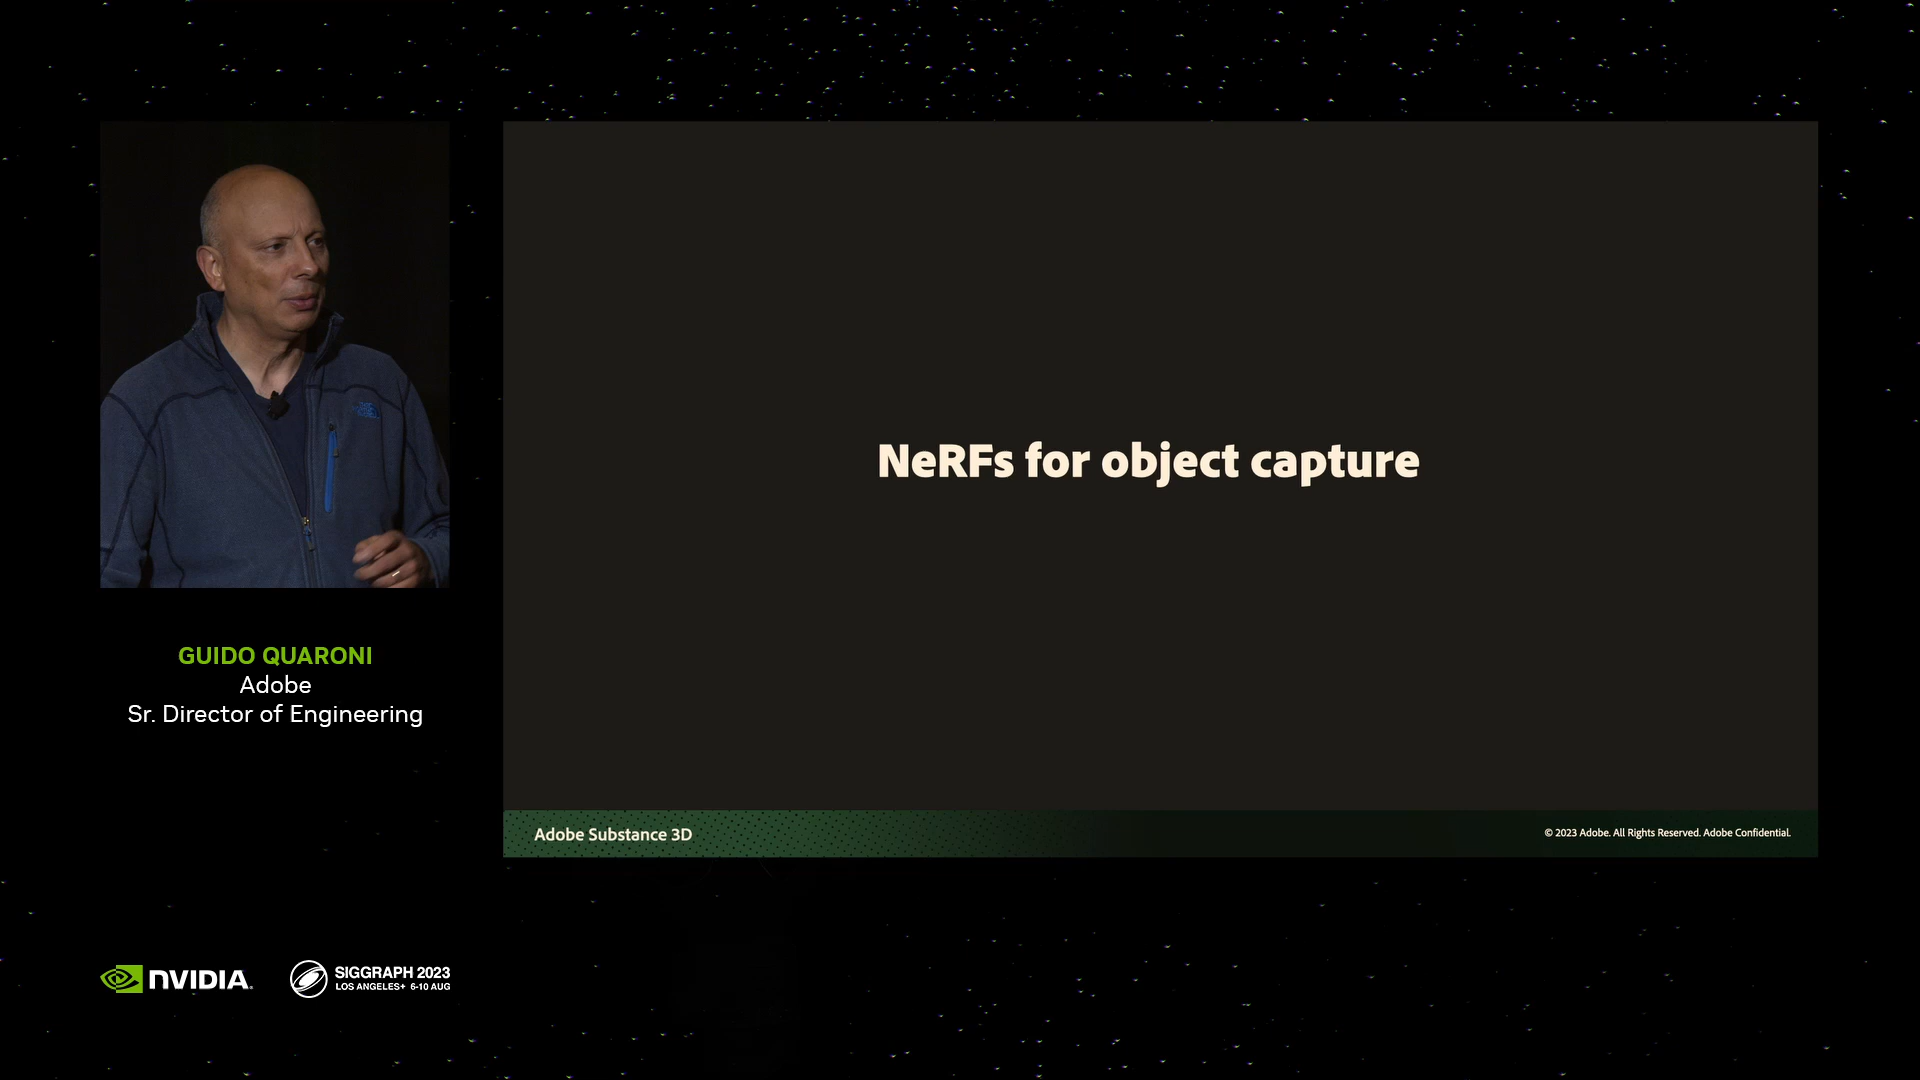 NeRFs for object capture
GUIDO QUARONI
Adobe
Sr. Director of Engineering
Adobe Substance 3D
© 2023 Adobe. All Rights Reserved. Adobe Confidential.
NVIDIA.
SIGGRAPH 2023
LOS ANGELES+ 6-10 AUG